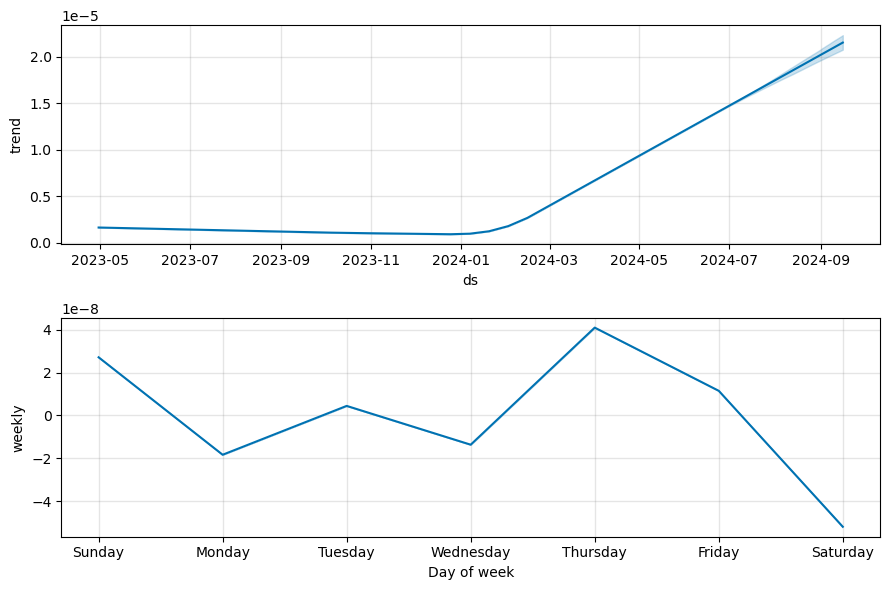 1e−5
2.0
1.5
1.0
0.5
0.0
trend
2023-05 2023-07 2023-09 2023-11 2024-01 2024-03 2024-05 2024-07 2024-09
ds
1e−8
4
2
0
−2
−4
weekly
Sunday Monday Tuesday Wednesday Thursday Friday Saturday
Day of week